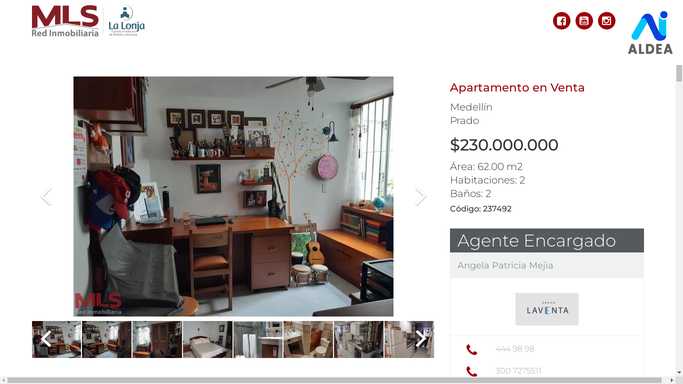 MLS
Red Inmobiliaria
La Lonja
ALDEA
Apartamento en Venta
Medellín
Prado
$230.000.000
Área: 62.00 m2
Habitaciones: 2
Baños: 2
Código: 237492
MLS
Red Inmobiliaria
Agente Encargado
Angela Patricia Mejia
LAVENTA
98 98
300 7275511